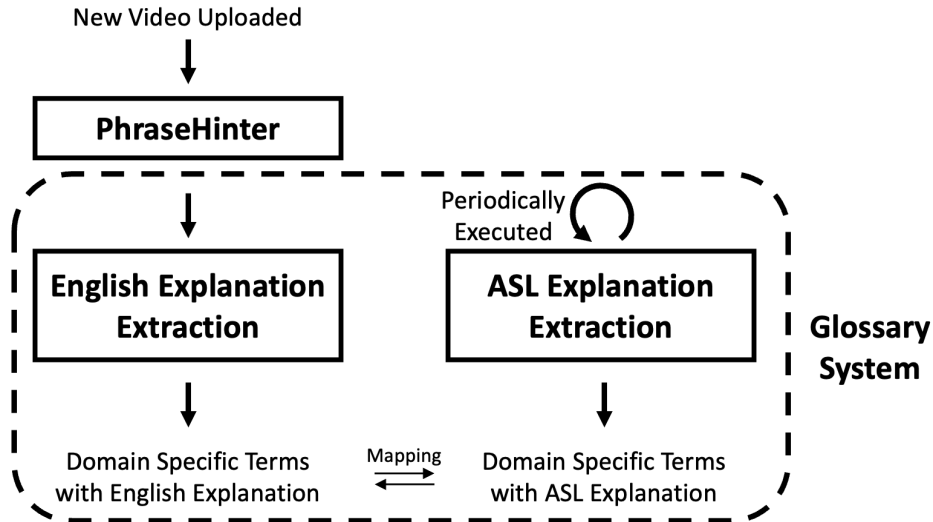 New Video Uploaded
PhraseHinter
Periodically
Executed
English Explanation
Extraction
ASL Explanation
Extraction
Glossary
System
Domain Specific Terms
with English Explanation
Mapping
Domain Specific Terms
with ASL Explanation